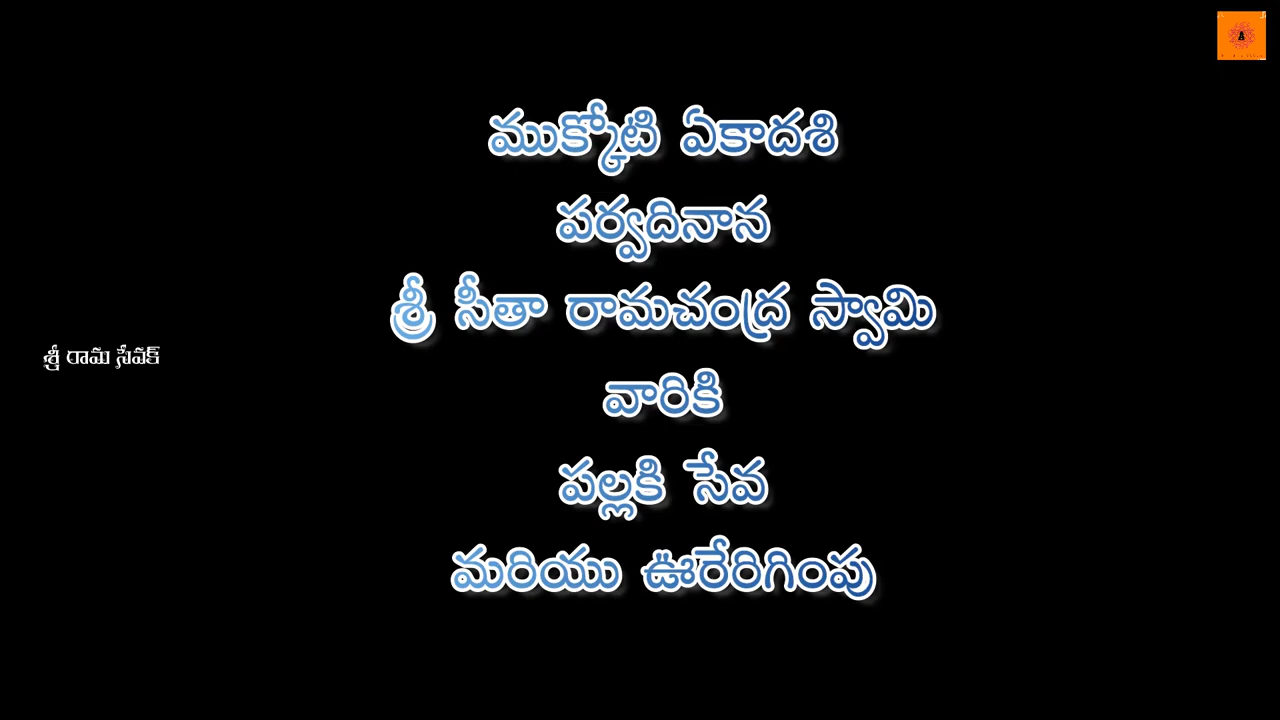 ముక్కోటి ఏకాదశి
పర్వదినాన
శ్రీ సీతా రామచంద్ర స్వామి
వారికి
పల్లకి సేవ
మరియు ఊరేరిగింపు
శ్రీ రామ సేవక్
A